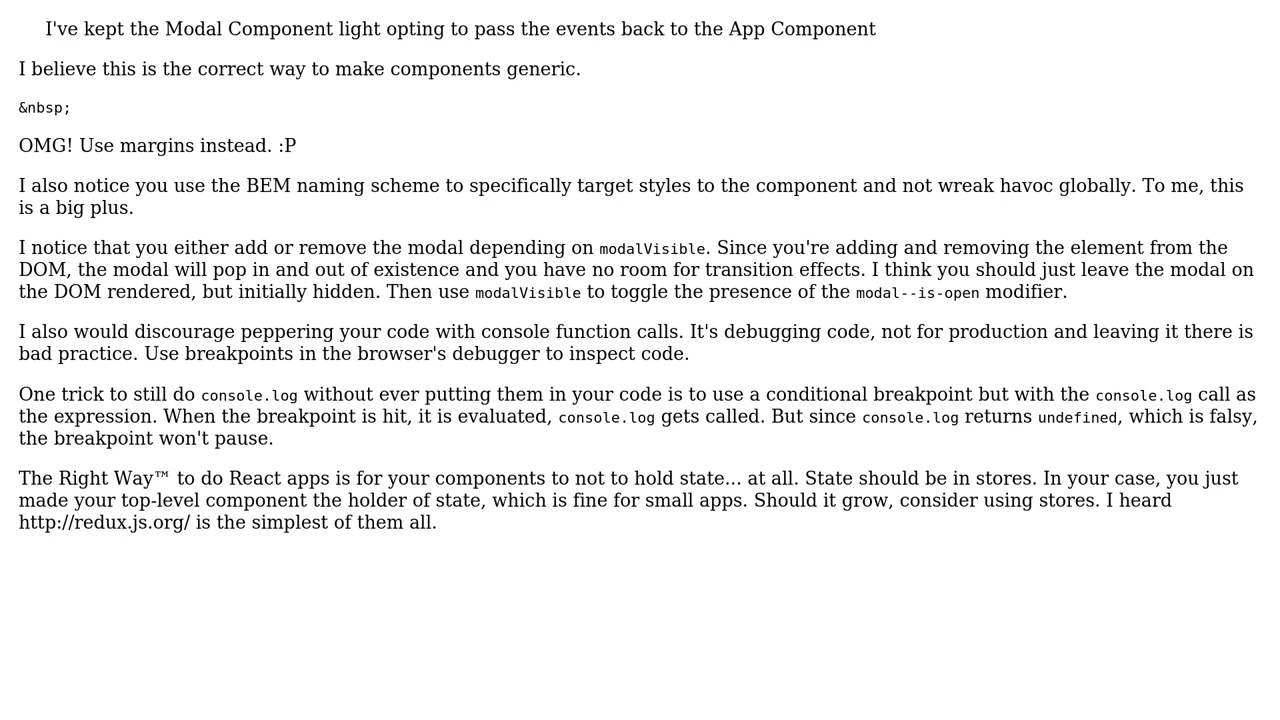 I've kept the Modal Component light opting to pass the events back to the App Component
I believe this is the correct way to make components generic.
&nbsp;
OMG! Use margins instead. :P
I also notice you use the BEM naming scheme to specifically target styles to the component and not wreak havoc globally. To me, this
is a big plus.
I notice that you either add or remove the modal depending on modalVisible. Since you're adding and removing the element from the
DOM, the modal will pop in and out of existence and you have no room for transition effects. I think you should just leave the modal on
the DOM rendered, but initially hidden. Then use modalVisible to toggle the presence of the modal--is-open modifier.
I also would discourage peppering your code with console function calls. It's debugging code, not for production and leaving it there is
bad practice. Use breakpoints in the browser's debugger to inspect code.
One trick to still do console.log without ever putting them in your code is to use a conditional breakpoint but with the console.log call as
the expression. When the breakpoint is hit, it is evaluated, console.log gets called. But since console.log returns undefined, which is falsy,
the breakpoint won't pause.
The Right Way™ to do React apps is for your components to not to hold state... at all. State should be in stores. In your case, you just
made your top-level component the holder of state, which is fine for small apps. Should it grow, consider using stores. I heard
http://redux.js.org/ is the simplest of them all.